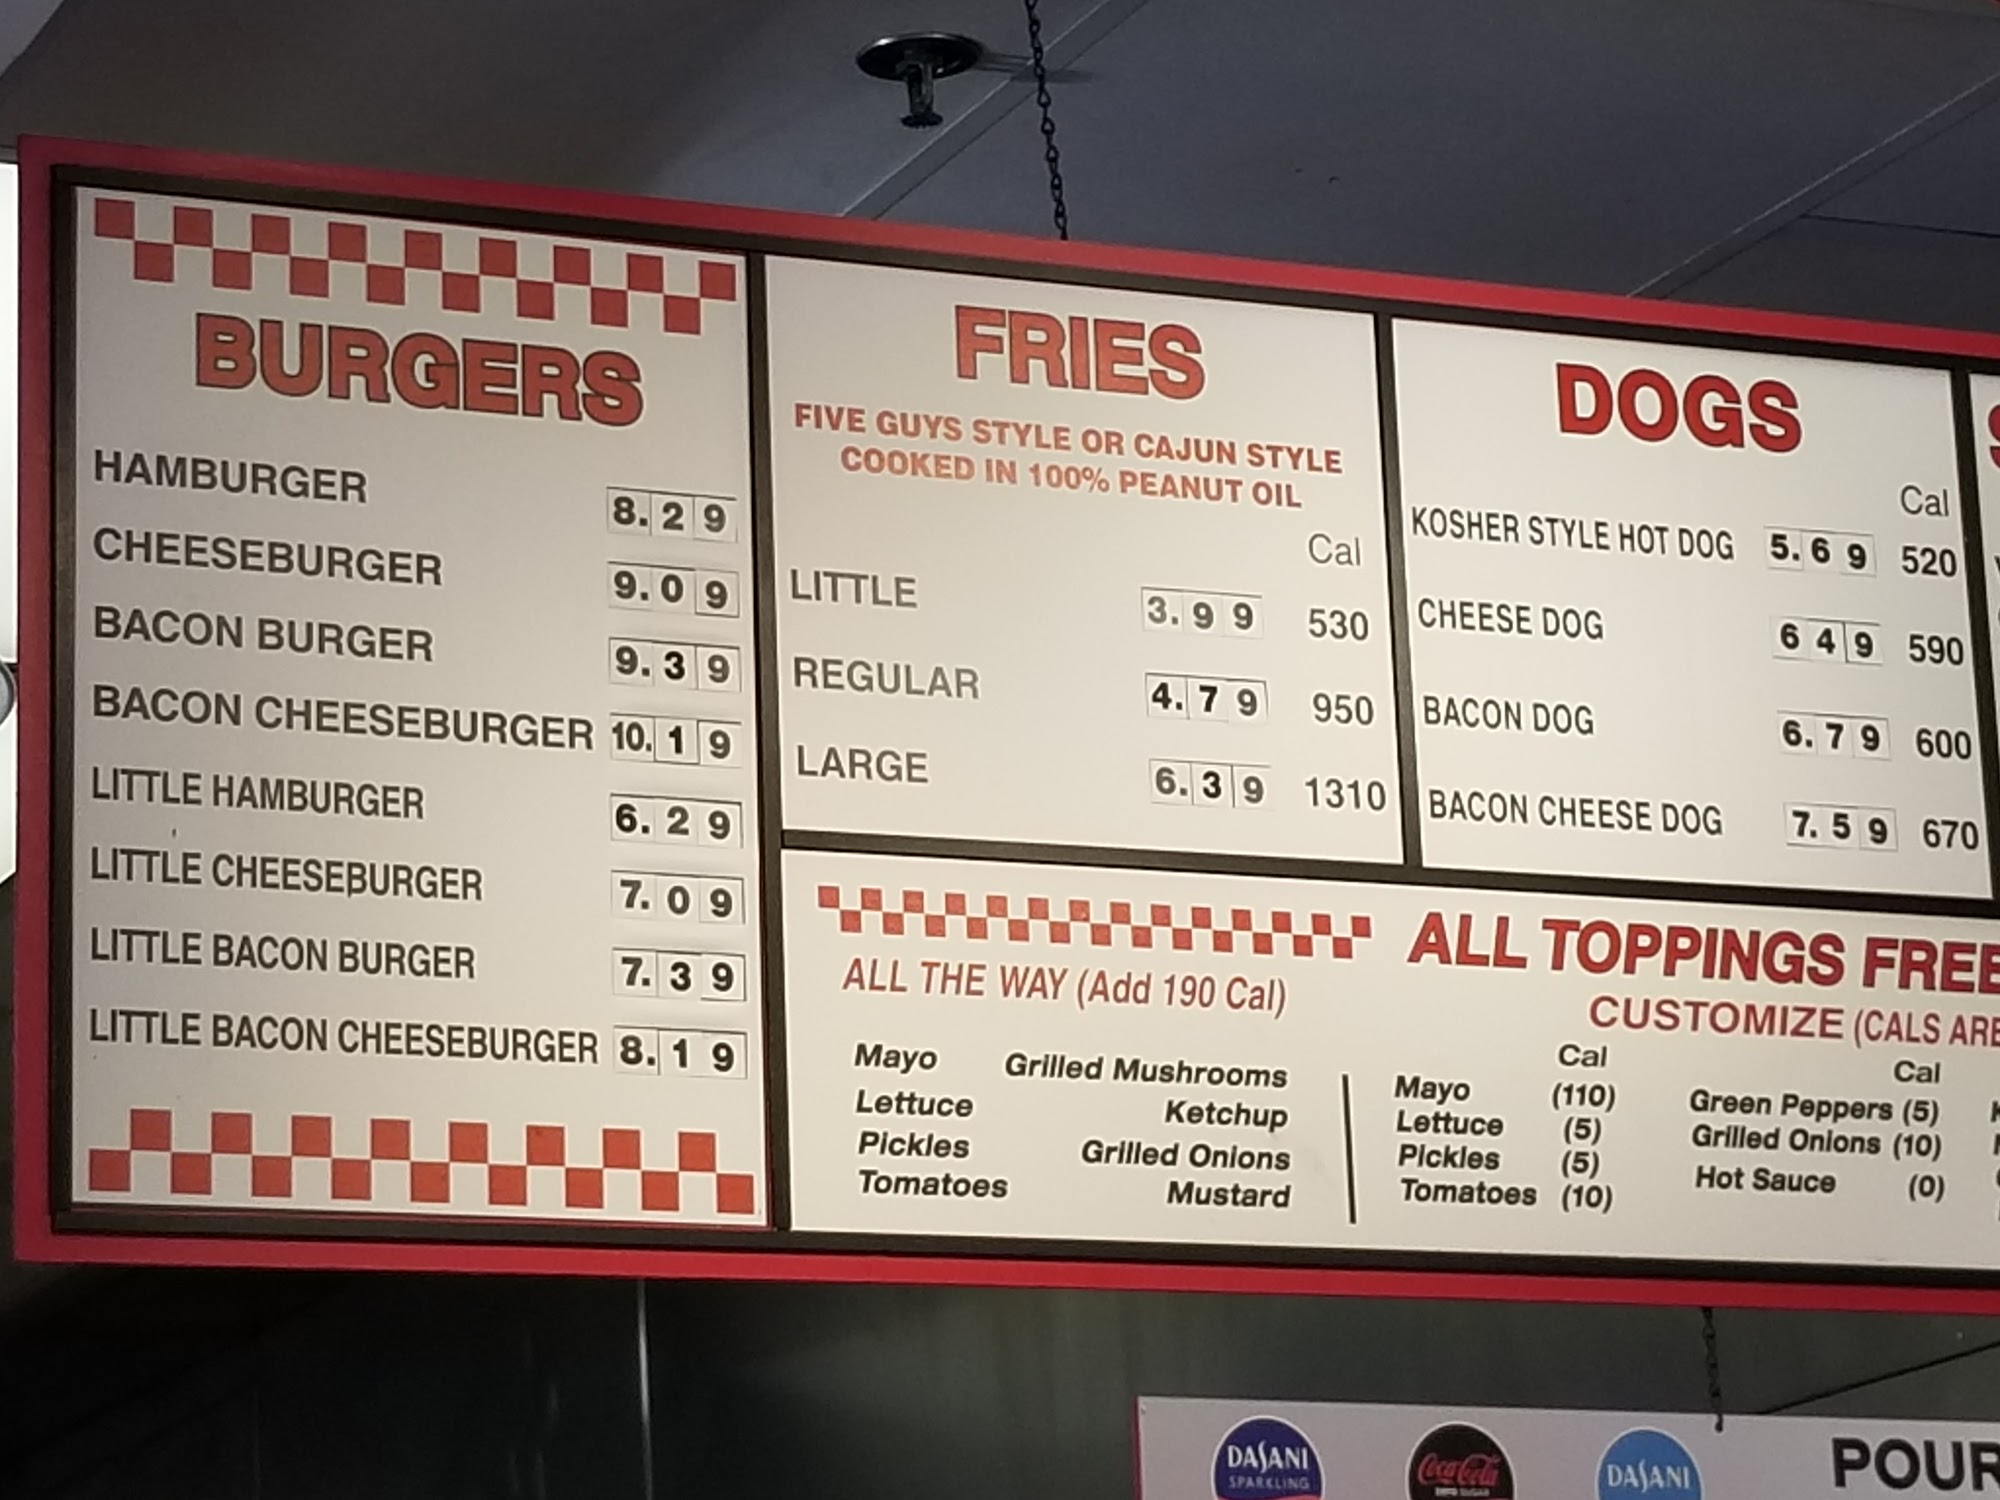 BURGERS
HAMBURGER 8.29
CHEESEBURGER 9.09
BACON BURGER 9.39
BACON CHEESEBURGER 10.19
LITTLE HAMBURGER 6.29
LITTLE CHEESEBURGER 7.09
LITTLE BACON BURGER 7.39
LITTLE BACON CHEESEBURGER 8.19
FRIES
FIVE GUYS STYLE OR CAJUN STYLE
COOKED IN 100% PEANUT OIL
Cal
LITTLE 3.99 530
REGULAR 4.79 950
LARGE 6.39 1310
DOGS
Cal
KOSHER STYLE HOT DOG 5.69 520
CHEESE DOG 649 590
BACON DOG 6.79 600
BACON CHEESE DOG 7.59 670
ALL TOPPINGS FREE
ALL THE WAY (Add 190 Cal)
Mayo Grilled Mushrooms
Lettuce Ketchup
Pickles Grilled Onions
Tomatoes Mustard
CUSTOMIZE (CALS ARE
Cal Cal
Mayo (110) Green Peppers (5)
Lettuce (5) Grilled Onions (10)
Pickles (5) Hot Sauce (0)
Tomatoes (10)
DASANI
SPARKLING
Coca-Cola
ZERO SUGAR
DASANI
POUR